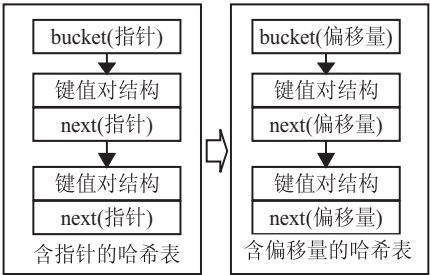 bucket(指针)
键值对结构
next(指针)
键值对结构
next(指针)
含指针的哈希表
bucket(偏移量)
键值对结构
next(偏移量)
键值对结构
next(偏移量)
含偏移量的哈希表